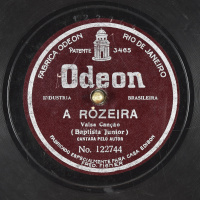 FABRICA ODEON RIO DE JANEIRO
PATENTE 3465
Odeon
INDUSTRIA BRASILEIRA
A ROZEIRA
Valsa Canção
(Baptista Junior)
CANTADA PELO AUTOR
No. 122744
FABRICADO ESPECIALMENTE PARA CASA EDISON
FRED. FIGNER